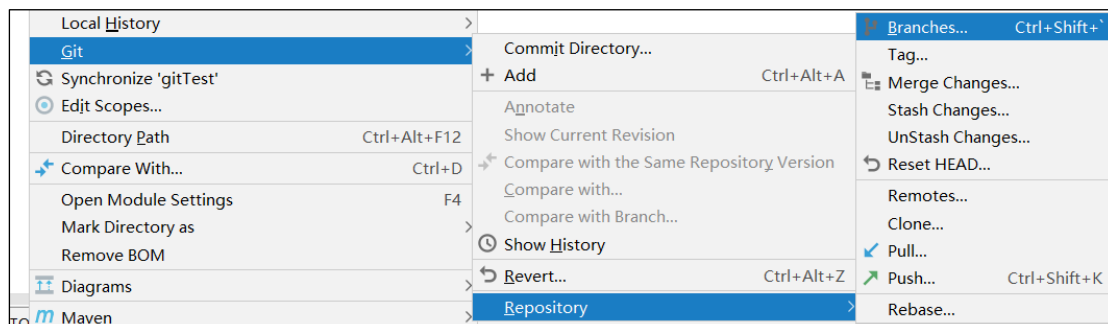 Local History
Git
Synchronize 'gitTest'
Edit Scopes...
Directory Path Ctrl+Alt+F12
Compare With... Ctrl+D
Open Module Settings F4
Mark Directory as
Remove BOM
Diagrams
Maven
Commit Directory...
Add Ctrl+Alt+A
Annotate
Show Current Revision
Compare with the Same Repository Version
Compare with...
Compare with Branch...
Show History
Revert... Ctrl+Alt+Z
Repository
Branches... Ctrl+Shift+`
Tag...
Merge Changes...
Stash Changes...
UnStash Changes...
Reset HEAD...
Remotes...
Clone...
Pull...
Push... Ctrl+Shift+K
Rebase...